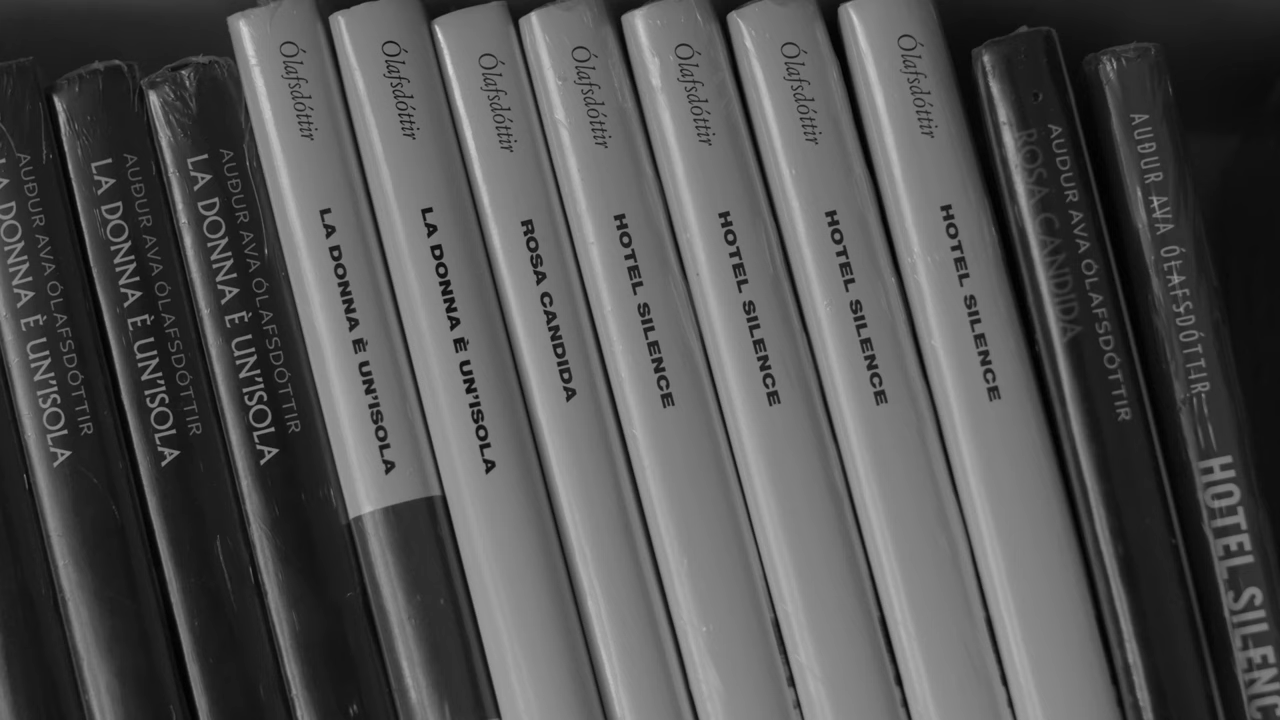 AUÐUR AVA ÓLAFSDÓTTIR
LA DONNA È UN'ISOLA
AUÐUR AVA ÓLAFSDÓTTIR
LA DONNA È UN'ISOLA
AUÐUR AVA ÓLAFSDÓTTIR
LA DONNA È UN'ISOLA
Ólafsdóttir
LA DONNA È UN'ISOLA
Ólafsdóttir
LA DONNA È UN'ISOLA
Ólafsdóttir
ROSA CANDIDA
Ólafsdóttir
HOTEL SILENCE
Ólafsdóttir
HOTEL SILENCE
Ólafsdóttir
HOTEL SILENCE
Ólafsdóttir
HOTEL SILENCE
AUÐUR AVA ÓLAFSDÓTTIR
ROSA CANDIDA
AUÐUR AVA ÓLAFSDÓTTIR
HOTEL SILENC